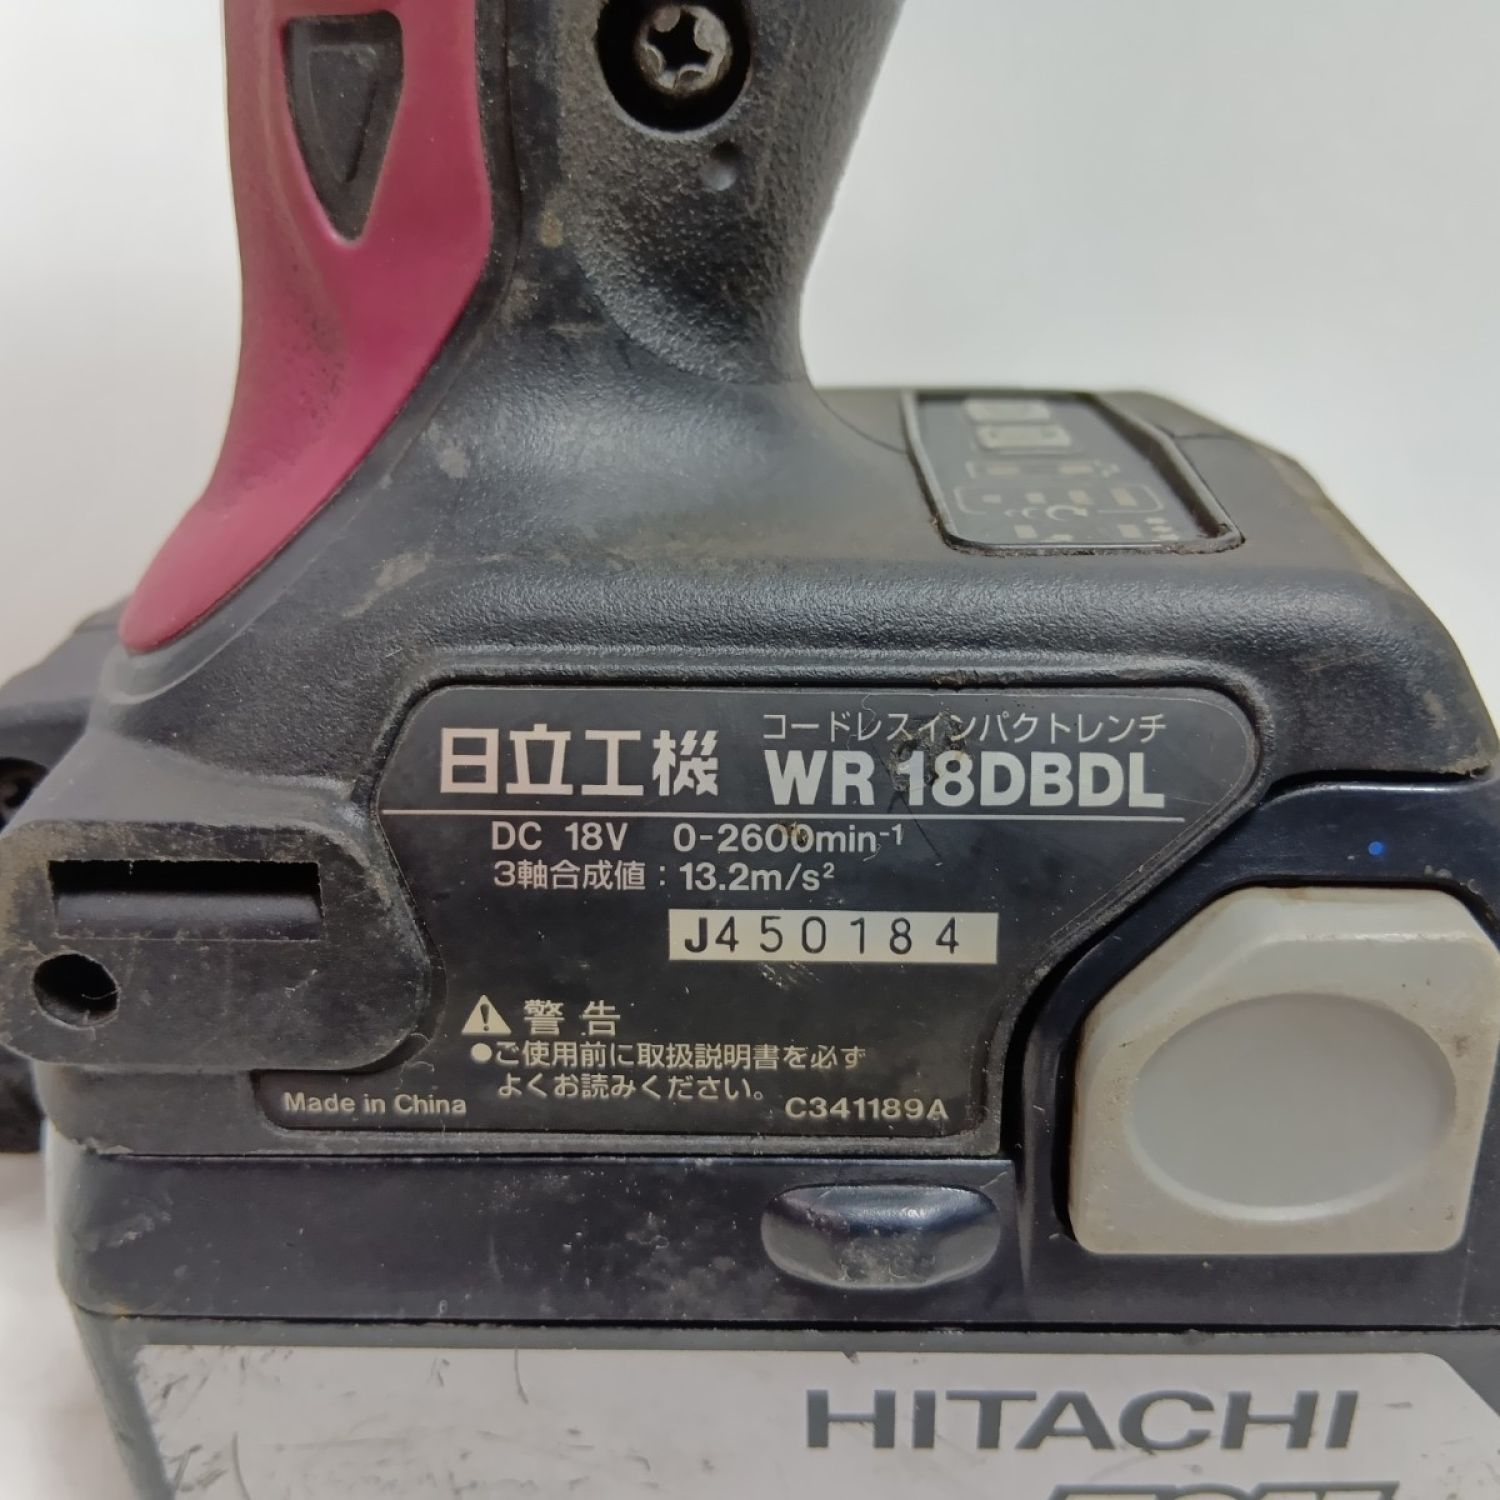 コードレスインパクトレンチ
日立工機 WR 18DBDL
DC 18V 0-2600min⁻¹
3軸合成値：13.2m/s²
J450184
⚠警告
●ご使用前に取扱説明書を必ず
よくお読みください。
Made in China C341189A
HITACHI